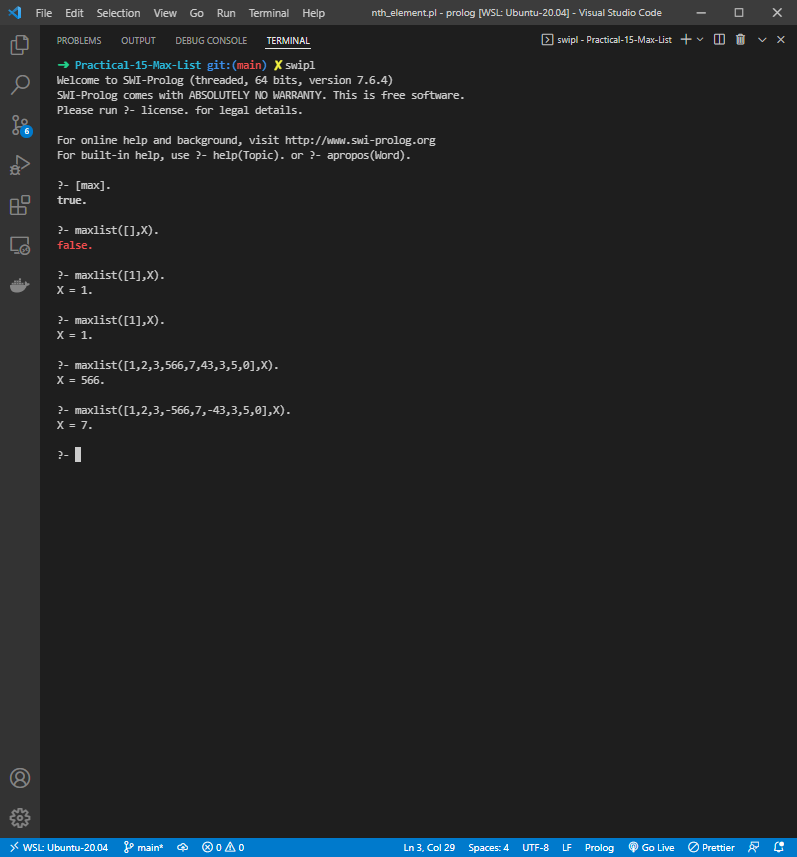 File Edit Selection View Go Run Terminal Help nth_element.pl - prolog [WSL: Ubuntu-20.04] - Visual Studio Code
PROBLEMS OUTPUT DEBUG CONSOLE TERMINAL swipl - Practical-15-Max-List
➜ Practical-15-Max-List git:(main) ✗ swipl
Welcome to SWI-Prolog (threaded, 64 bits, version 7.6.4)
SWI-Prolog comes with ABSOLUTELY NO WARRANTY. This is free software.
Please run ?- license. for legal details.
For online help and background, visit http://www.swi-prolog.org
For built-in help, use ?- help(Topic). or ?- apropos(Word).
?- [max].
true.
?- maxlist([],X).
false.
?- maxlist([1],X).
X = 1.
?- maxlist([1],X).
X = 1.
?- maxlist([1,2,3,566,7,43,3,5,0],X).
X = 566.
?- maxlist([1,2,3,-566,7,-43,3,5,0],X).
X = 7.
?-
6
WSL: Ubuntu-20.04 main* 0 0 Ln 3, Col 29 Spaces: 4 UTF-8 LF Prolog Go Live Prettier